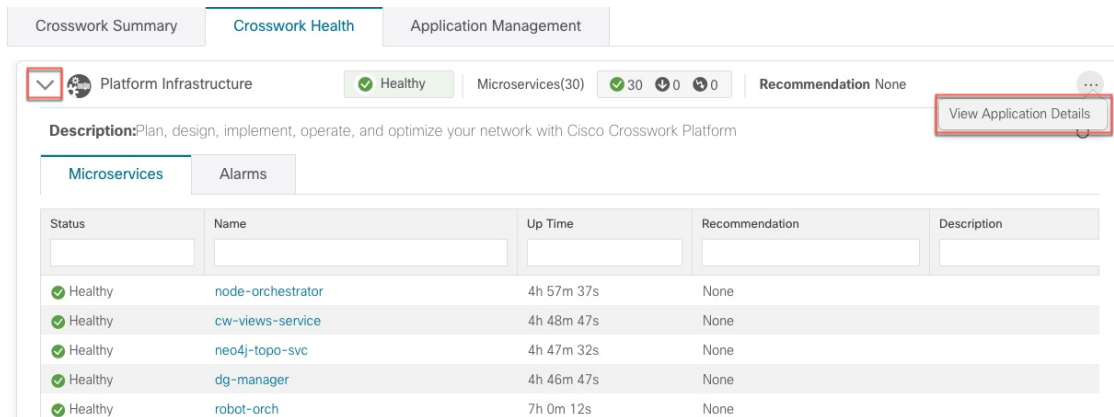 Crosswork Summary Crosswork Health Application Management
Platform Infrastructure Healthy Microservices(30) 30 0 0 Recommendation None ...
View Application Details
Description:Plan, design, implement, operate, and optimize your network with Cisco Crosswork Platform
Microservices Alarms
Status Name Up Time Recommendation Description
Healthy node-orchestrator 4h 57m 37s None
Healthy cw-views-service 4h 48m 47s None
Healthy neo4j-topo-svc 4h 47m 32s None
Healthy dg-manager 4h 46m 47s None
Healthy robot-orch 7h 0m 12s None